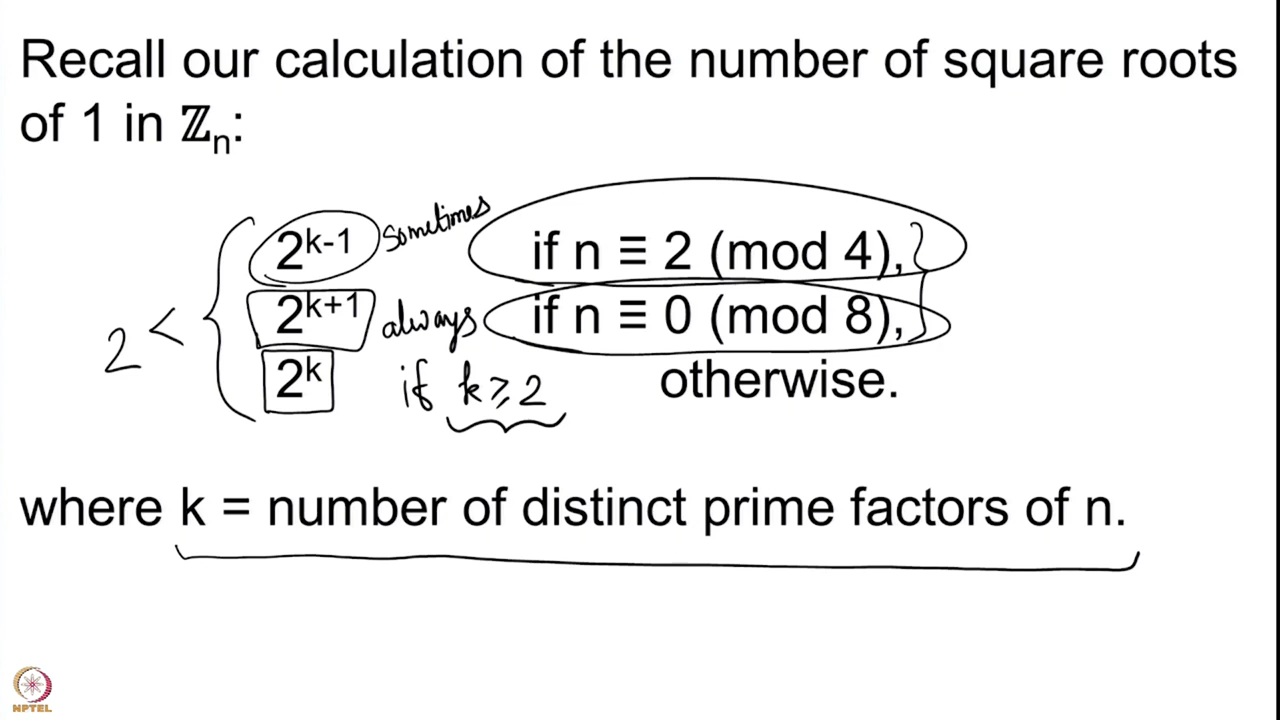 Recall our calculation of the number of square roots
of 1 in ℤₙ:
2^{k-1} sometimes if n ≡ 2 (mod 4),
2 < { 2^{k+1} always if n ≡ 0 (mod 8),
2^k if k ≥ 2 otherwise.
where k = number of distinct prime factors of n.
NPTEL